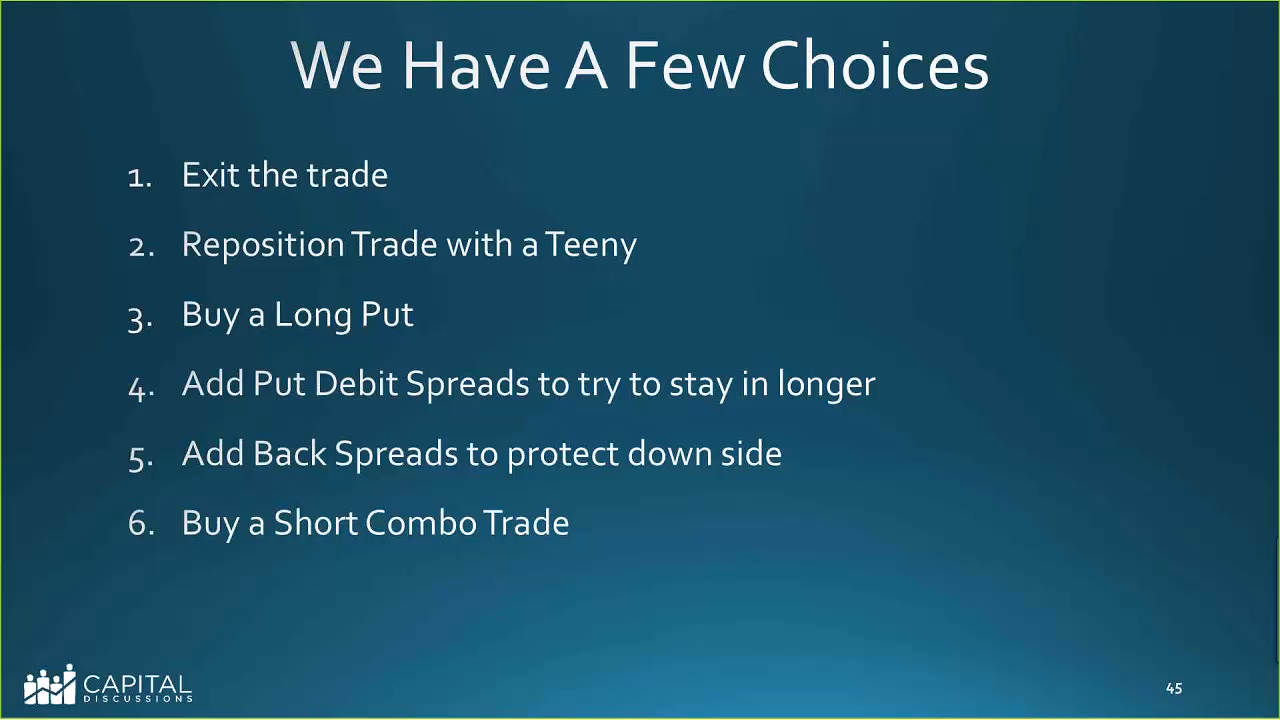 We Have A Few Choices
1. Exit the trade
2. Reposition Trade with a Teeny
3. Buy a Long Put
4. Add Put Debit Spreads to try to stay in longer
5. Add Back Spreads to protect down side
6. Buy a Short Combo Trade
CAPITAL
DISCUSSIONS
45